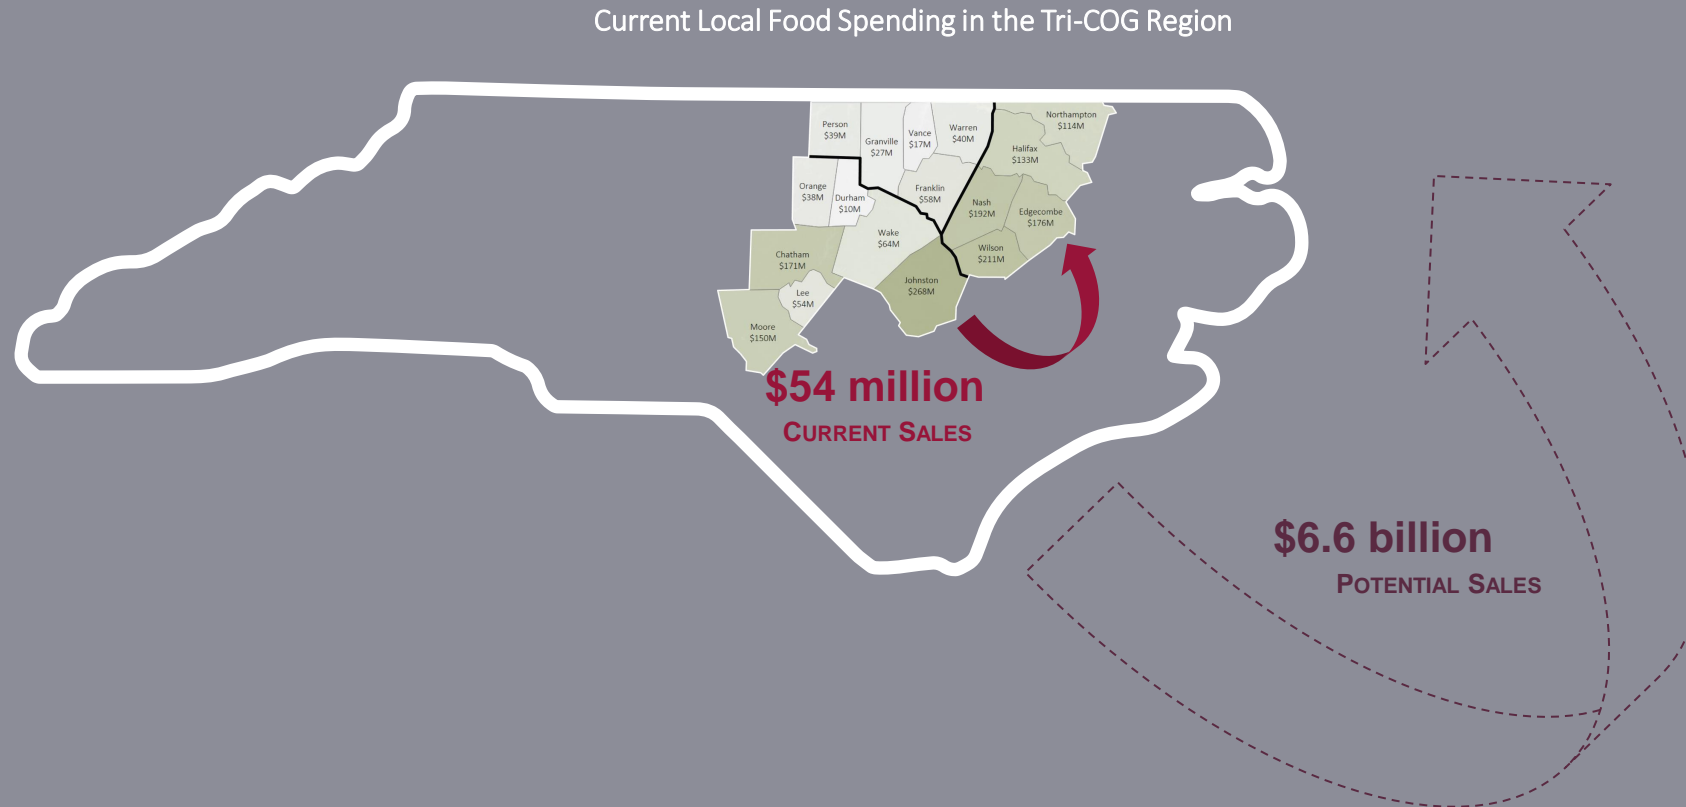 Current Local Food Spending in the Tri-COG Region
Person
$39M
Granville
$27M
Vance
$17M
Warren
$40M
Northampton
$114M
Halifax
$133M
Orange
$38M
Durham
$10M
Franklin
$58M
Nash
$192M
Edgecombe
$176M
Wake
$64M
Wilson
$211M
Chatham
$171M
Lee
$54M
Johnston
$268M
Moore
$150M
$54 million
CURRENT SALES
$6.6 billion
POTENTIAL SALES